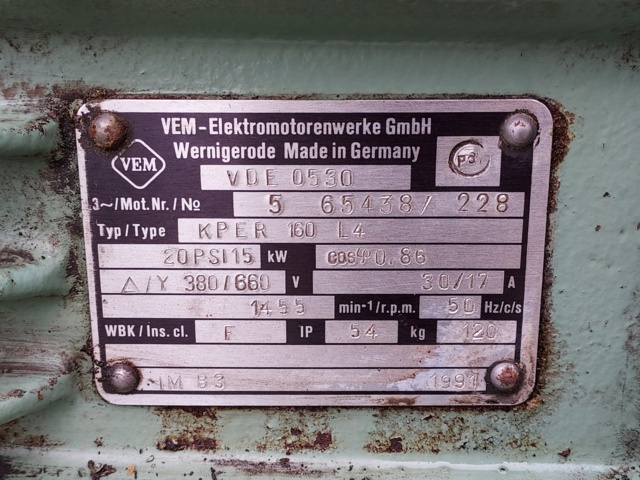 VEM-Elektromotorenwerke GmbH
Wernigerode Made in Germany
VEM
VDE 0530
3~/Mot.Nr./№ 5 65438/ 228
Typ/Type KPER 160 L4
20PS/15 kW cosφ0.86
△/Y 380/660 V 30/17 A
1455 min-1/r.p.m. 50 Hz/c/s
WBK/Ins. cl. F IP 54 kg 120
IM B3 1991